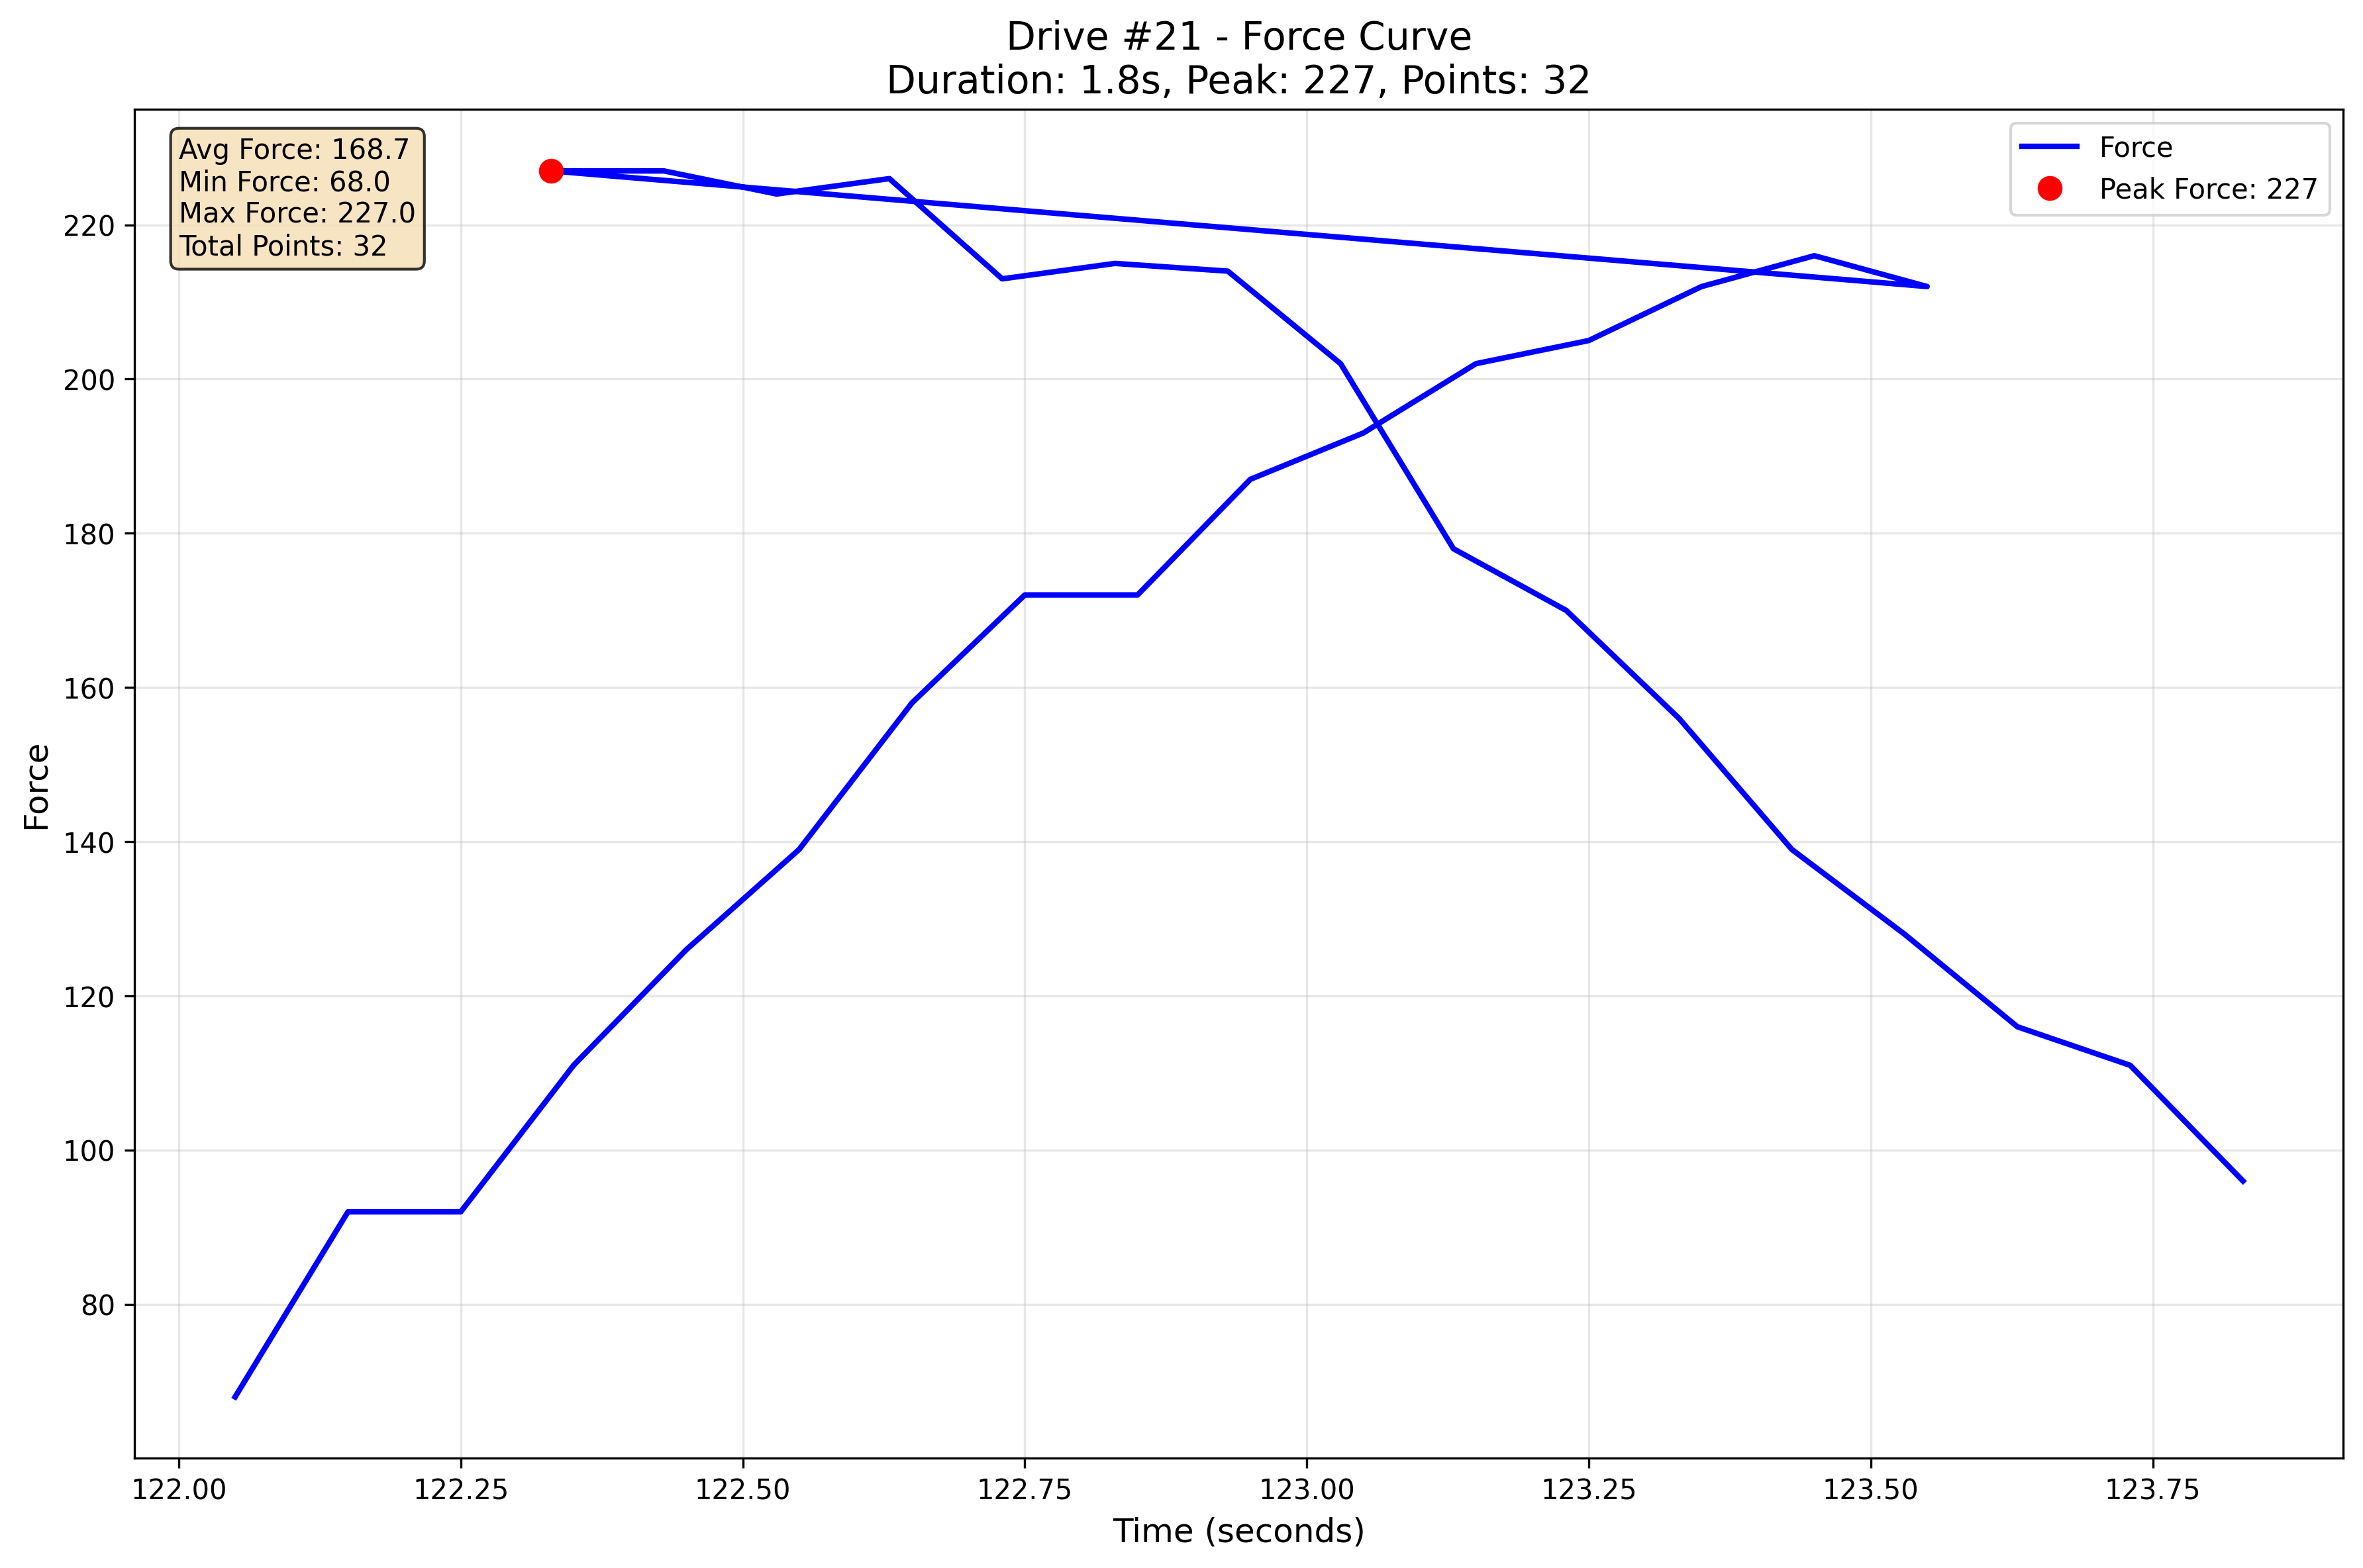 Drive #21 - Force Curve
Duration: 1.8s, Peak: 227, Points: 32
Avg Force: 168.7
Min Force: 68.0
Max Force: 227.0
Total Points: 32
Force
Peak Force: 227
220
200
180
160
140
120
100
80
Force
122.00 122.25 122.50 122.75 123.00 123.25 123.50 123.75
Time (seconds)